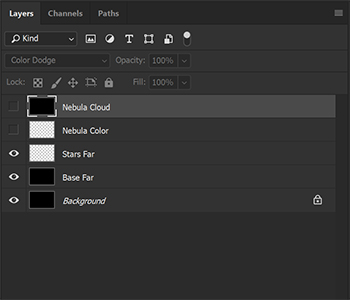 Layers Channels Paths
Kind T
Color Dodge Opacity: 100%
Lock: Fill: 100%
Nebula Cloud
Nebula Color
Stars Far
Base Far
Background